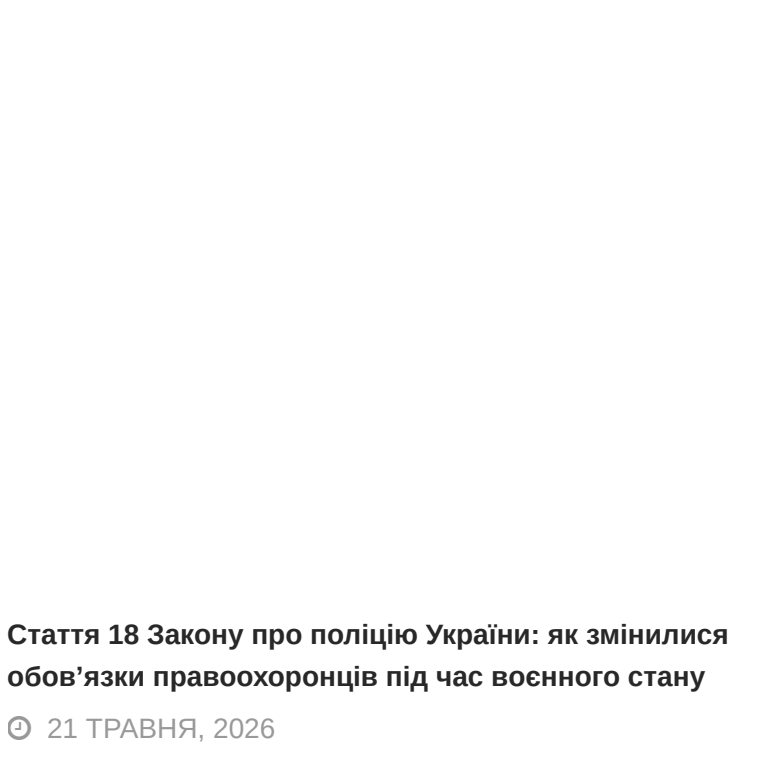 Стаття 18 Закону про поліцію України: як змінилися
обов’язки правоохоронців під час воєнного стану
21 ТРАВНЯ, 2026